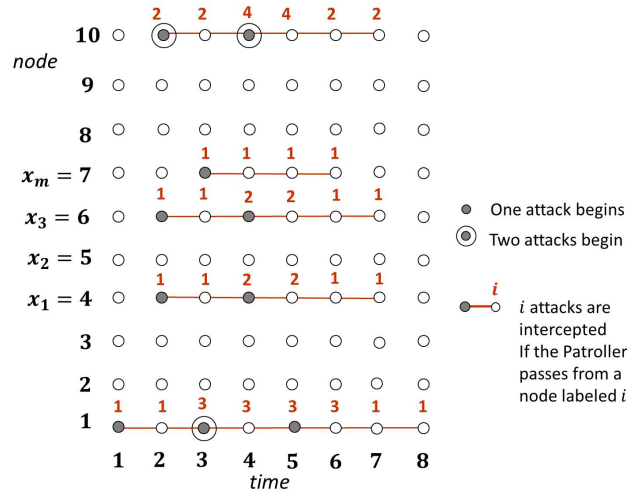 2 2 4 4 2 2
10
node
9
8
1 1 1 1
x_m = 7
1 1 2 2 1 1
x_3 = 6
x_2 = 5
1 1 2 2 1 1
x_1 = 4
3
2
1 1 3 3 3 3 1 1
1
1 2 3 4 5 6 7 8
time
One attack begins
Two attacks begin
i
i attacks are
intercepted
If the Patroller
passes from a
node labeled i